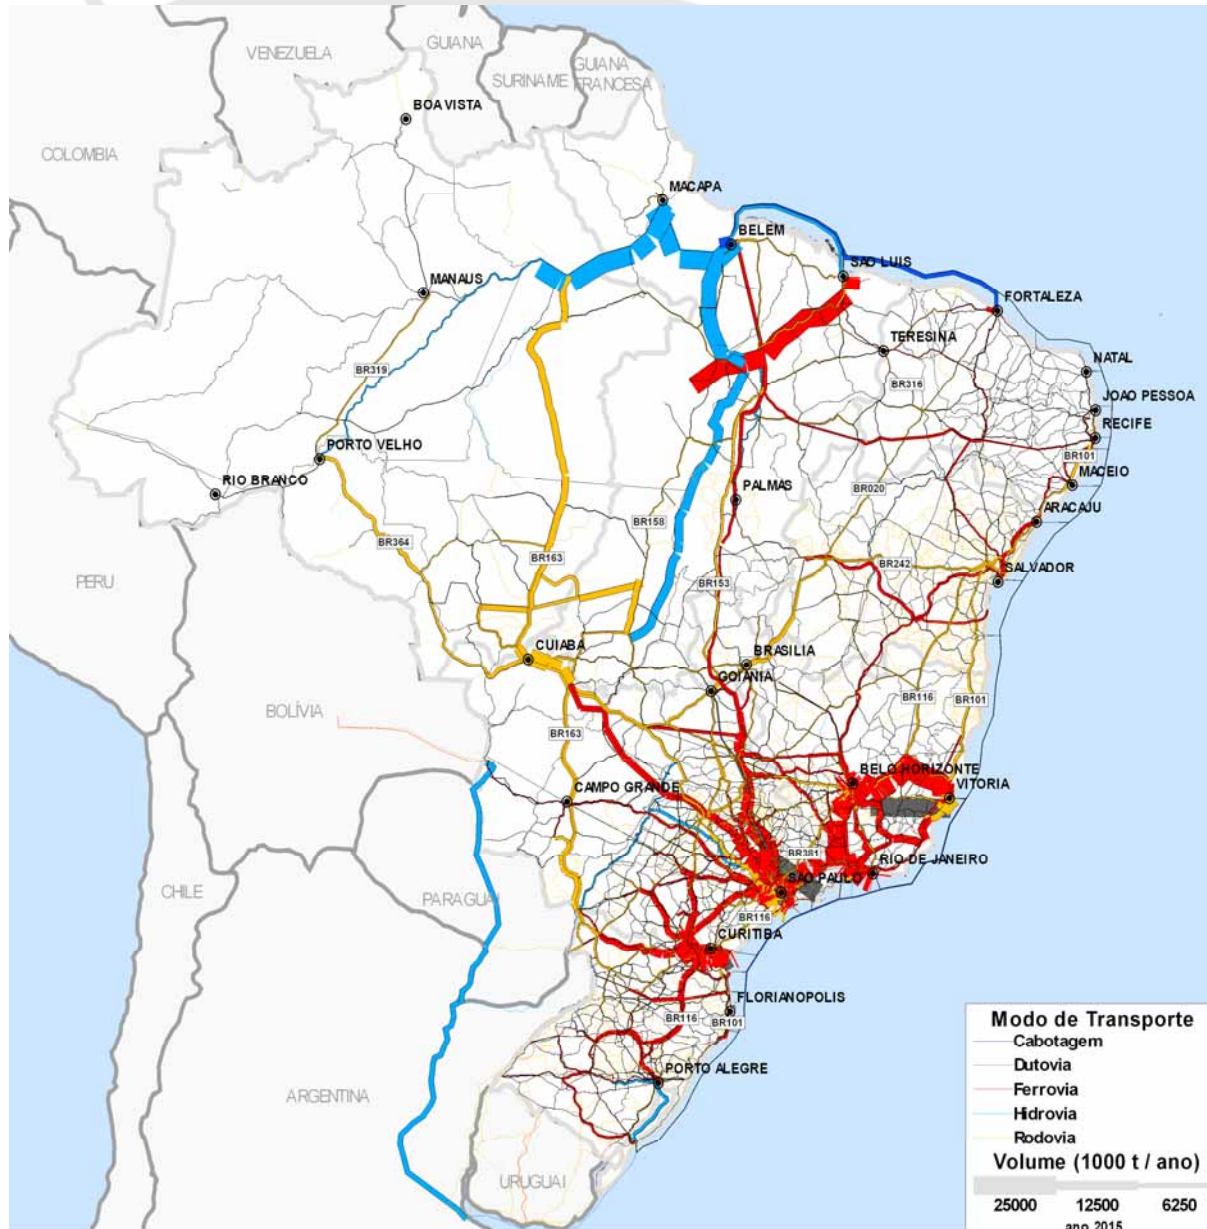 GUIANA
VENEZUELA
SURINAME
GUIANA
FRANCESA
BOA VISTA
COLOMBIA
MACAPA
BELEM
SAO LUIS
MANAUS
FORTALEZA
TERESINA
NATAL
BR319
BR316
JOAO PESSOA
RECIFE
PORTO VELHO
BR101
MACEIO
RIO BRANCO
BR020
PALMAS
ARACAJU
BR158
BR364
BR163
BR242
SALVADOR
PERU
BR153
CUIABA
BRASILIA
GOIANIA
BR116
BR101
BOLÍVIA
BR163
BELO HORIZONTE
CAMPO GRANDE
VITORIA
BR381
RIO DE JANEIRO
SAO PAULO
CHILE
PARAGUAI
BR116
CURITIBA
FLORIANOPOLIS
BR116
BR101
PORTO ALEGRE
ARGENTINA
URUGUAI
Modo de Transporte
Cabotagem
Dutovia
Ferrovia
Hidrovia
Rodovia
Volume (1000 t / ano)
25000 12500 6250
ano 2015